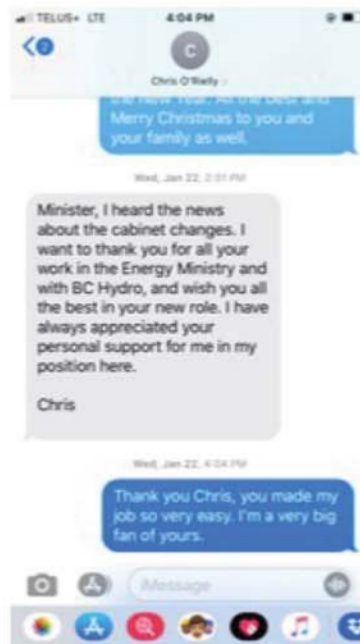 TELUS+ LTE 4:04 PM
2
C
Chris O'Rielly
the New Year. All the best and
Merry Christmas to you and
your family as well.
Wed, Jan 22, 2:01 PM
Minister, I heard the news
about the cabinet changes. I
want to thank you for all your
work in the Energy Ministry and
with BC Hydro, and wish you all
the best in your new role. I have
always appreciated your
personal support for me in my
position here.
Chris
Wed, Jan 22, 4:04 PM
Thank you Chris, you made my
job so very easy. I'm a very big
fan of yours.
iMessage